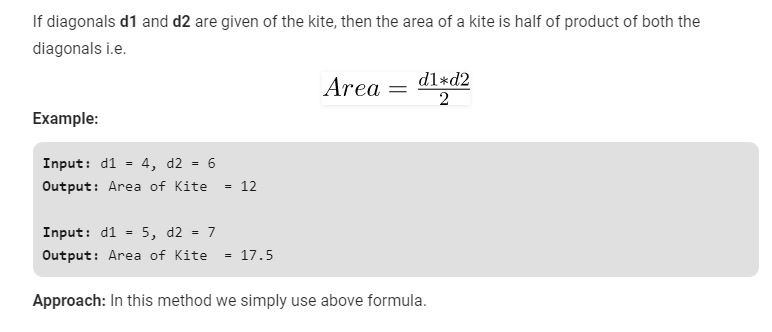 If diagonals d1 and d2 are given of the kite, then the area of a kite is half of product of both the
diagonals i.e.
Area = d1*d2/2
Example:
Input: d1 = 4, d2 = 6
Output: Area of Kite = 12
Input: d1 = 5, d2 = 7
Output: Area of Kite = 17.5
Approach: In this method we simply use above formula.